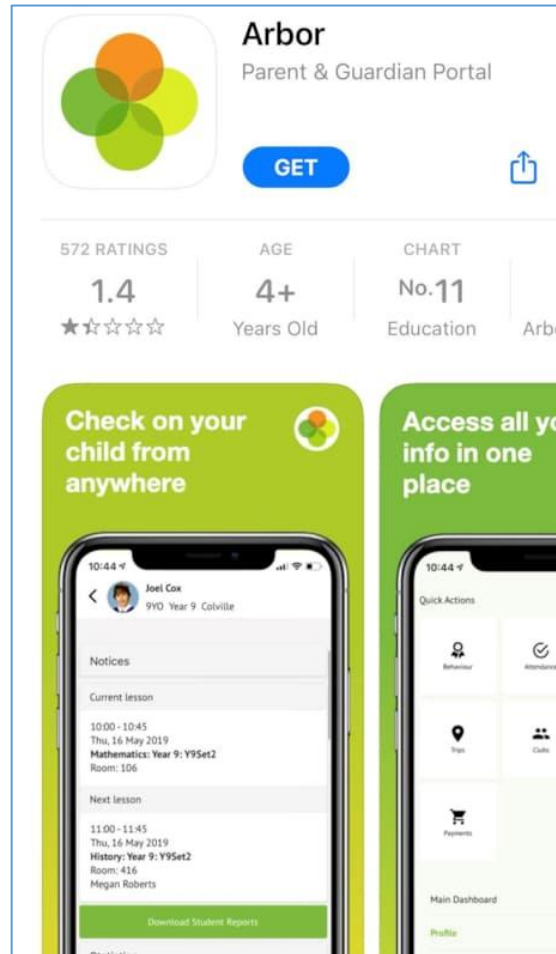 Arbor
Parent & Guardian Portal
GET
572 RATINGS
1.4
Years Old
AGE
4+
CHART
No.11
Education
Check on your
child from
anywhere
10:44
Joel Cox
9YO Year 9 Colville
Notices
Current lesson
10:00 - 10:45
Thu, 16 May 2019
Mathematics: Year 9: Y9Set2
Room: 106
Next lesson
11:00 - 11:45
Thu, 16 May 2019
History: Year 9: Y9Set2
Room: 416
Megan Roberts
Download Student Reports
Access all
info in one
place
10:44
Quick Actions
Behaviour
Attendance
Trips
Clubs
Payments
Main Dashboard
Profile